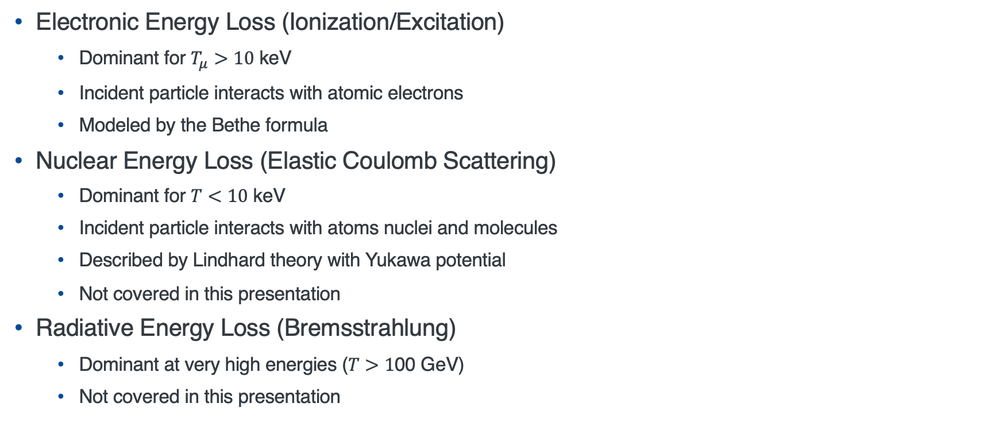 • Electronic Energy Loss (Ionization/Excitation)
• Dominant for Tμ > 10 keV
• Incident particle interacts with atomic electrons
• Modeled by the Bethe formula
• Nuclear Energy Loss (Elastic Coulomb Scattering)
• Dominant for T < 10 keV
• Incident particle interacts with atoms nuclei and molecules
• Described by Lindhard theory with Yukawa potential
• Not covered in this presentation
• Radiative Energy Loss (Bremsstrahlung)
• Dominant at very high energies (T > 100 GeV)
• Not covered in this presentation